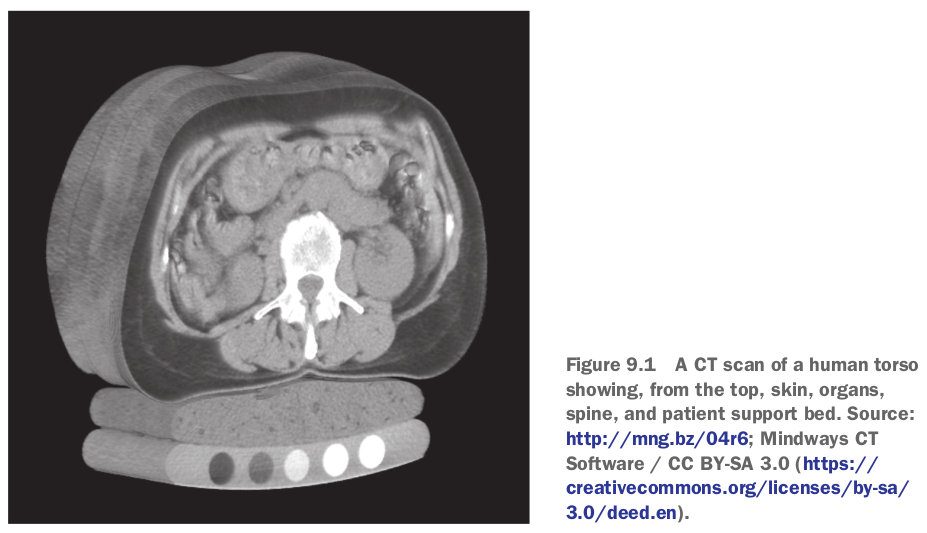 Figure 9.1 A CT scan of a human torso
showing, from the top, skin, organs,
spine, and patient support bed. Source:
http://mng.bz/04r6; Mindways CT
Software / CC BY-SA 3.0 (https://
creativecommons.org/licenses/by-sa/
3.0/deed.en).